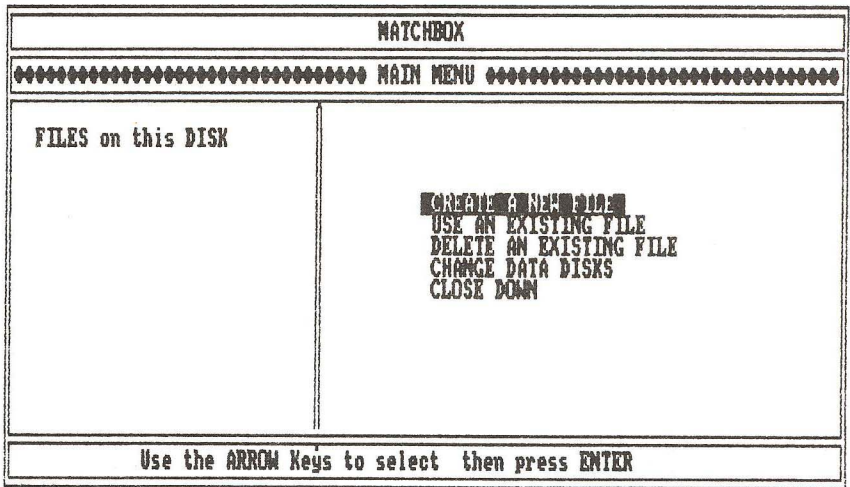 MATCHBOX
MAIN MENU
FILES on this DISK
CREATE A NEW FILE
USE AN EXISTING FILE
DELETE AN EXISTING FILE
CHANGE DATA DISKS
CLOSE DOWN
Use the ARROW Keys to select then press ENTER